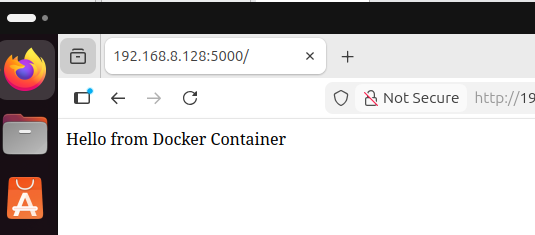 192.168.8.128:5000/
Not Secure http://19
Hello from Docker Container